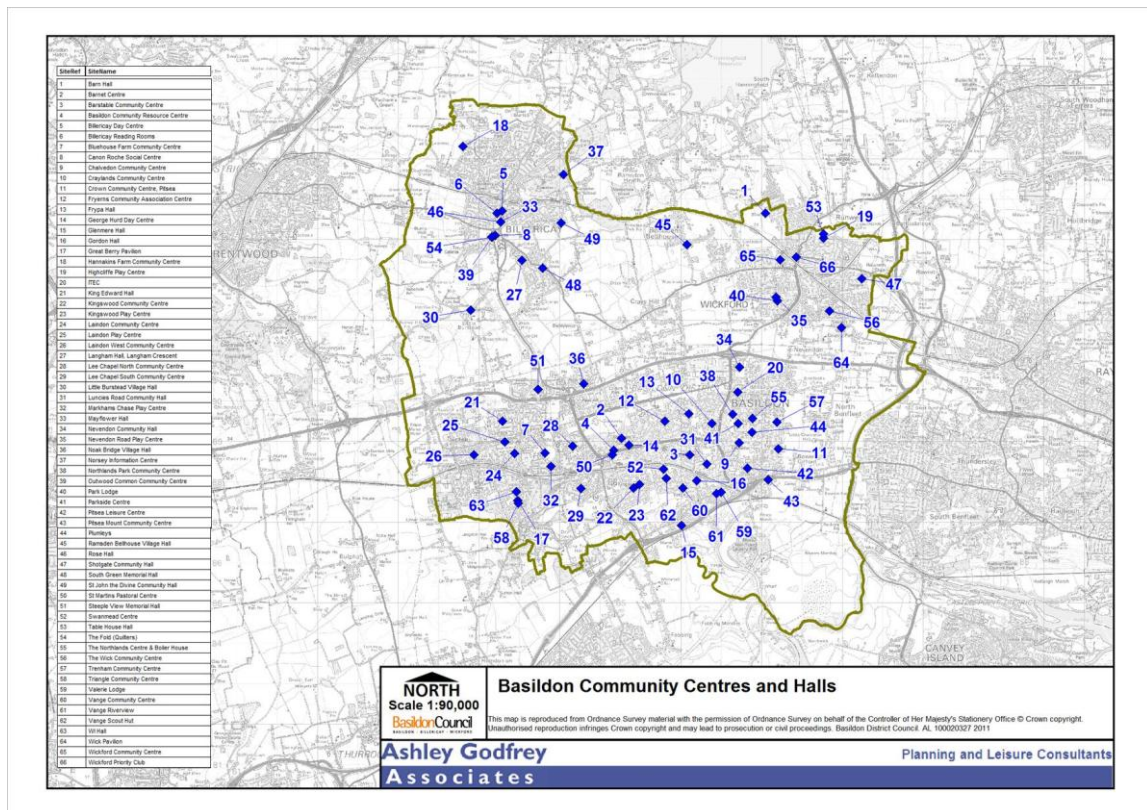 SiteRef SiteName
1 Barn Hall
2 Barnet Centre
3 Barstable Community Centre
4 Basildon Community Resource Centre
5 Billericay Day Centre
6 Billericay Reading Rooms
7 Bluehouse Farm Community Centre
8 Canon Roche Social Centre
9 Chalvedon Community Centre
10 Craylands Community Centre
11 Crown Community Centre, Pitsea
12 Fryerns Community Association Centre
13 Frypa Hall
14 George Hurd Day Centre
15 Glenmere Hall
16 Gordon Hall
17 Great Berry Pavilion
18 Hannakins Farm Community Centre
19 Highcliffe Play Centre
20 ITEC
21 King Edward Hall
22 Kingswood Community Centre
23 Kingswood Play Centre
24 Laindon Community Centre
25 Laindon Play Centre
26 Laindon West Community Centre
27 Langham Hall, Langham Crescent
28 Lee Chapel North Community Centre
29 Lee Chapel South Community Centre
30 Little Burstead Village Hall
31 Luncies Road Community Hall
32 Markhams Chase Play Centre
33 Mayflower Hall
34 Nevendon Community Hall
35 Nevendon Road Play Centre
36 Noak Bridge Village Hall
37 Norsey Information Centre
38 Northlands Park Community Centre
39 Outwood Common Community Centre
40 Park Lodge
41 Parkside Centre
42 Pitsea Leisure Centre
43 Pitsea Mount Community Centre
44 Plumleys
45 Ramsden Bellhouse Village Hall
46 Rose Hall
47 Shotgate Community Hall
48 South Green Memorial Hall
49 St John the Divine Community Hall
50 St Martins Pastoral Centre
51 Steeple View Memorial Hall
52 Swanmead Centre
53 Table House Hall
54 The Fold (Quilters)
55 The Northlands Centre & Boiler House
56 The Wick Community Centre
57 Trenham Community Centre
58 Triangle Community Centre
59 Valerie Lodge
60 Vange Community Centre
61 Vange Riverview
62 Vange Scout Hut
63 WI Hall
64 Wick Pavilion
65 Wickford Community Centre
66 Wickford Priority Club
18
37
6
5
1
53
19
46
33
BILLERICAY
49
45
54
8
39
65
66
47
27
48
40
WICKFORD
30
35
56
64
34
51
36
13
10
38
20
BASILDON
55
21
12
2
57
25
7
28
4
14
31
41
44
26
50
3
9
11
24
32
52
16
42
43
63
29
22
23
62
60
61
59
58
17
15
CANVEY
ISLAND
NORTH
Scale 1:90,000
BasildonCouncil
BASILDON · BILLERICAY · WICKFORD
Basildon Community Centres and Halls
This map is reproduced from Ordnance Survey material with the permission of Ordnance Survey on behalf of the Controller of Her Majesty's Stationery Office © Crown copyright.
Unauthorised reproduction infringes Crown copyright and may lead to prosecution or civil proceedings. Basildon District Council. AL 100020327 2011
Ashley Godfrey
Associates
Planning and Leisure Consultants